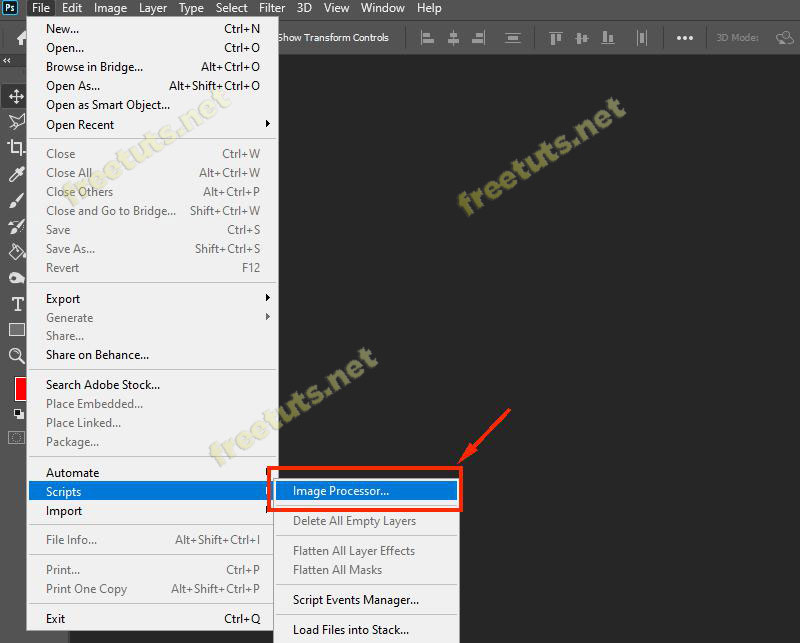 Ps File Edit Image Layer Type Select Filter 3D View Window Help
Show Transform Controls 3D Mode:
New... Ctrl+N
Open... Ctrl+O
Browse in Bridge... Alt+Ctrl+O
Open As... Alt+Shift+Ctrl+O
Open as Smart Object...
Open Recent
Close Ctrl+W
Close All Alt+Ctrl+W
Close Others Alt+Ctrl+P
Close and Go to Bridge... Shift+Ctrl+W
Save Ctrl+S
Save As... Shift+Ctrl+S
Revert F12
Export
Generate
Share...
Share on Behance...
Search Adobe Stock...
Place Embedded...
Place Linked...
Package...
Automate
Scripts
Import
File Info... Alt+Shift+Ctrl+I
Print... Ctrl+P
Print One Copy Alt+Shift+Ctrl+P
Exit Ctrl+Q
Image Processor...
Delete All Empty Layers
Flatten All Layer Effects
Flatten All Masks
Script Events Manager...
Load Files into Stack...
freetuts.net
freetuts.net
freetuts.net